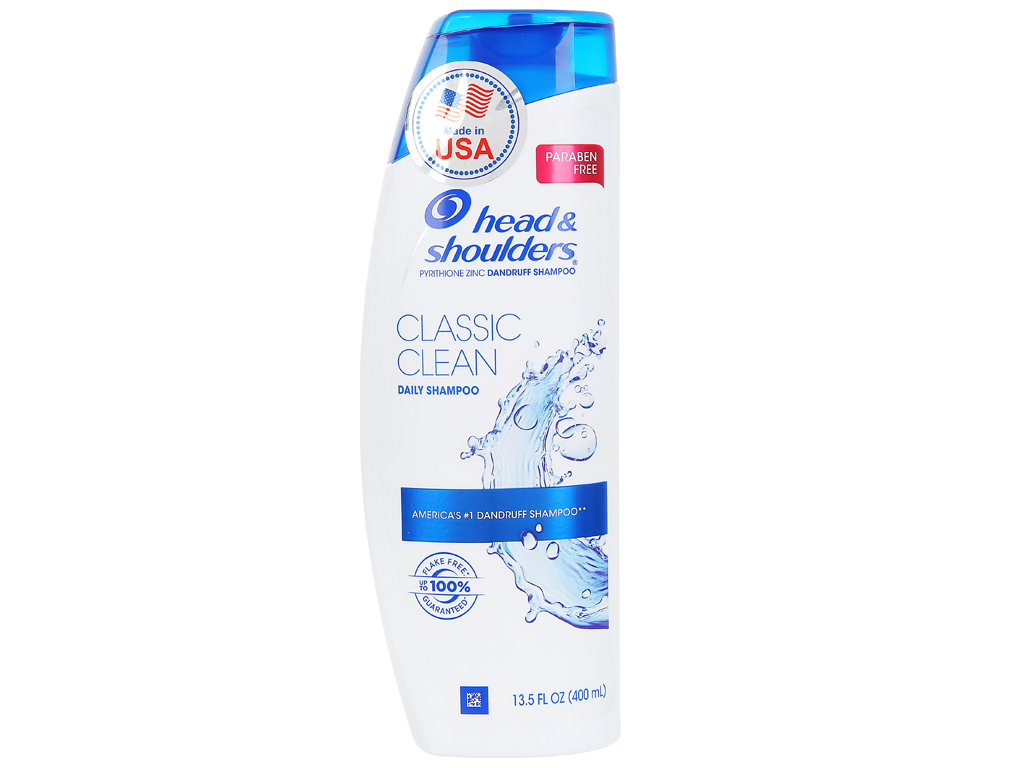 Made in
USA
PARABEN
FREE
head &
shoulders®
PYRITHIONE ZINC DANDRUFF SHAMPOO
CLASSIC
CLEAN
DAILY SHAMPOO
AMERICA'S #1 DANDRUFF SHAMPOO**
FLAKE FREE*
UP TO 100%
GUARANTEED*
13.5 FL OZ (400 mL)